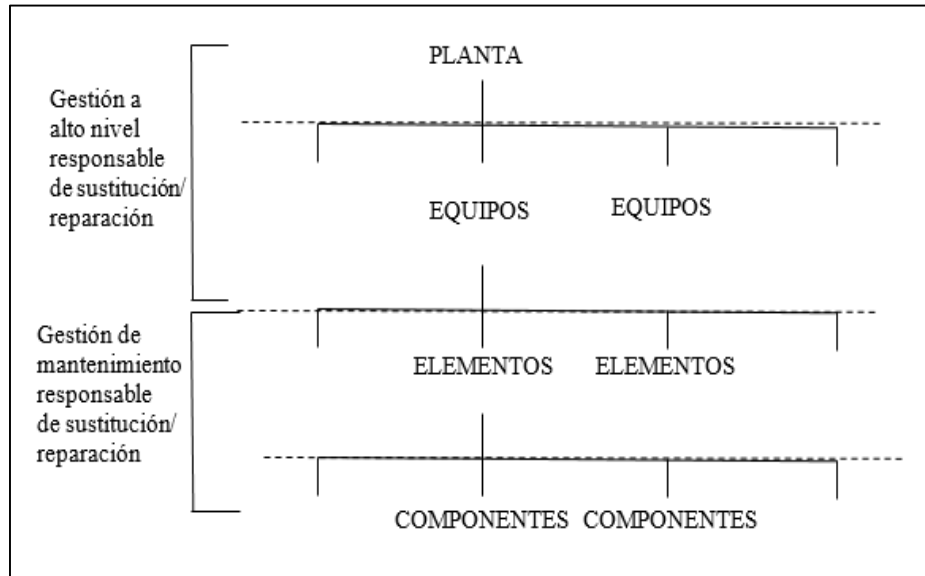 PLANTA
Gestión a
alto nivel
responsable
de sustitución/
reparación
EQUIPOS EQUIPOS
Gestión de
mantenimiento
responsable
de sustitución/
reparación
ELEMENTOS ELEMENTOS
COMPONENTES COMPONENTES